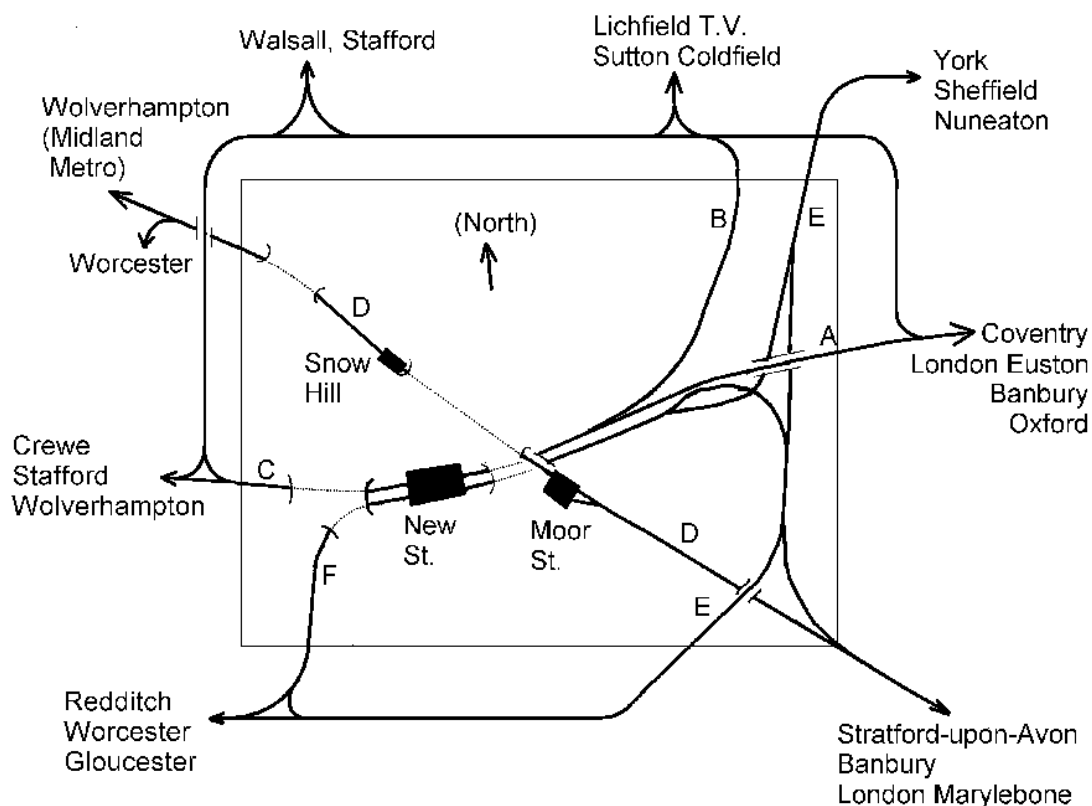 Walsall, Stafford
Lichfield T.V.
Sutton Coldfield
York
Sheffield
Nuneaton
Wolverhampton
(Midland
Metro)
B
E
(North)
Worcester
D
A
Coventry
London Euston
Banbury
Oxford
Snow
Hill
Crewe
Stafford
Wolverhampton
C
New
St.
Moor
St.
D
F
E
Redditch
Worcester
Gloucester
Stratford-upon-Avon
Banbury
London Marylebone